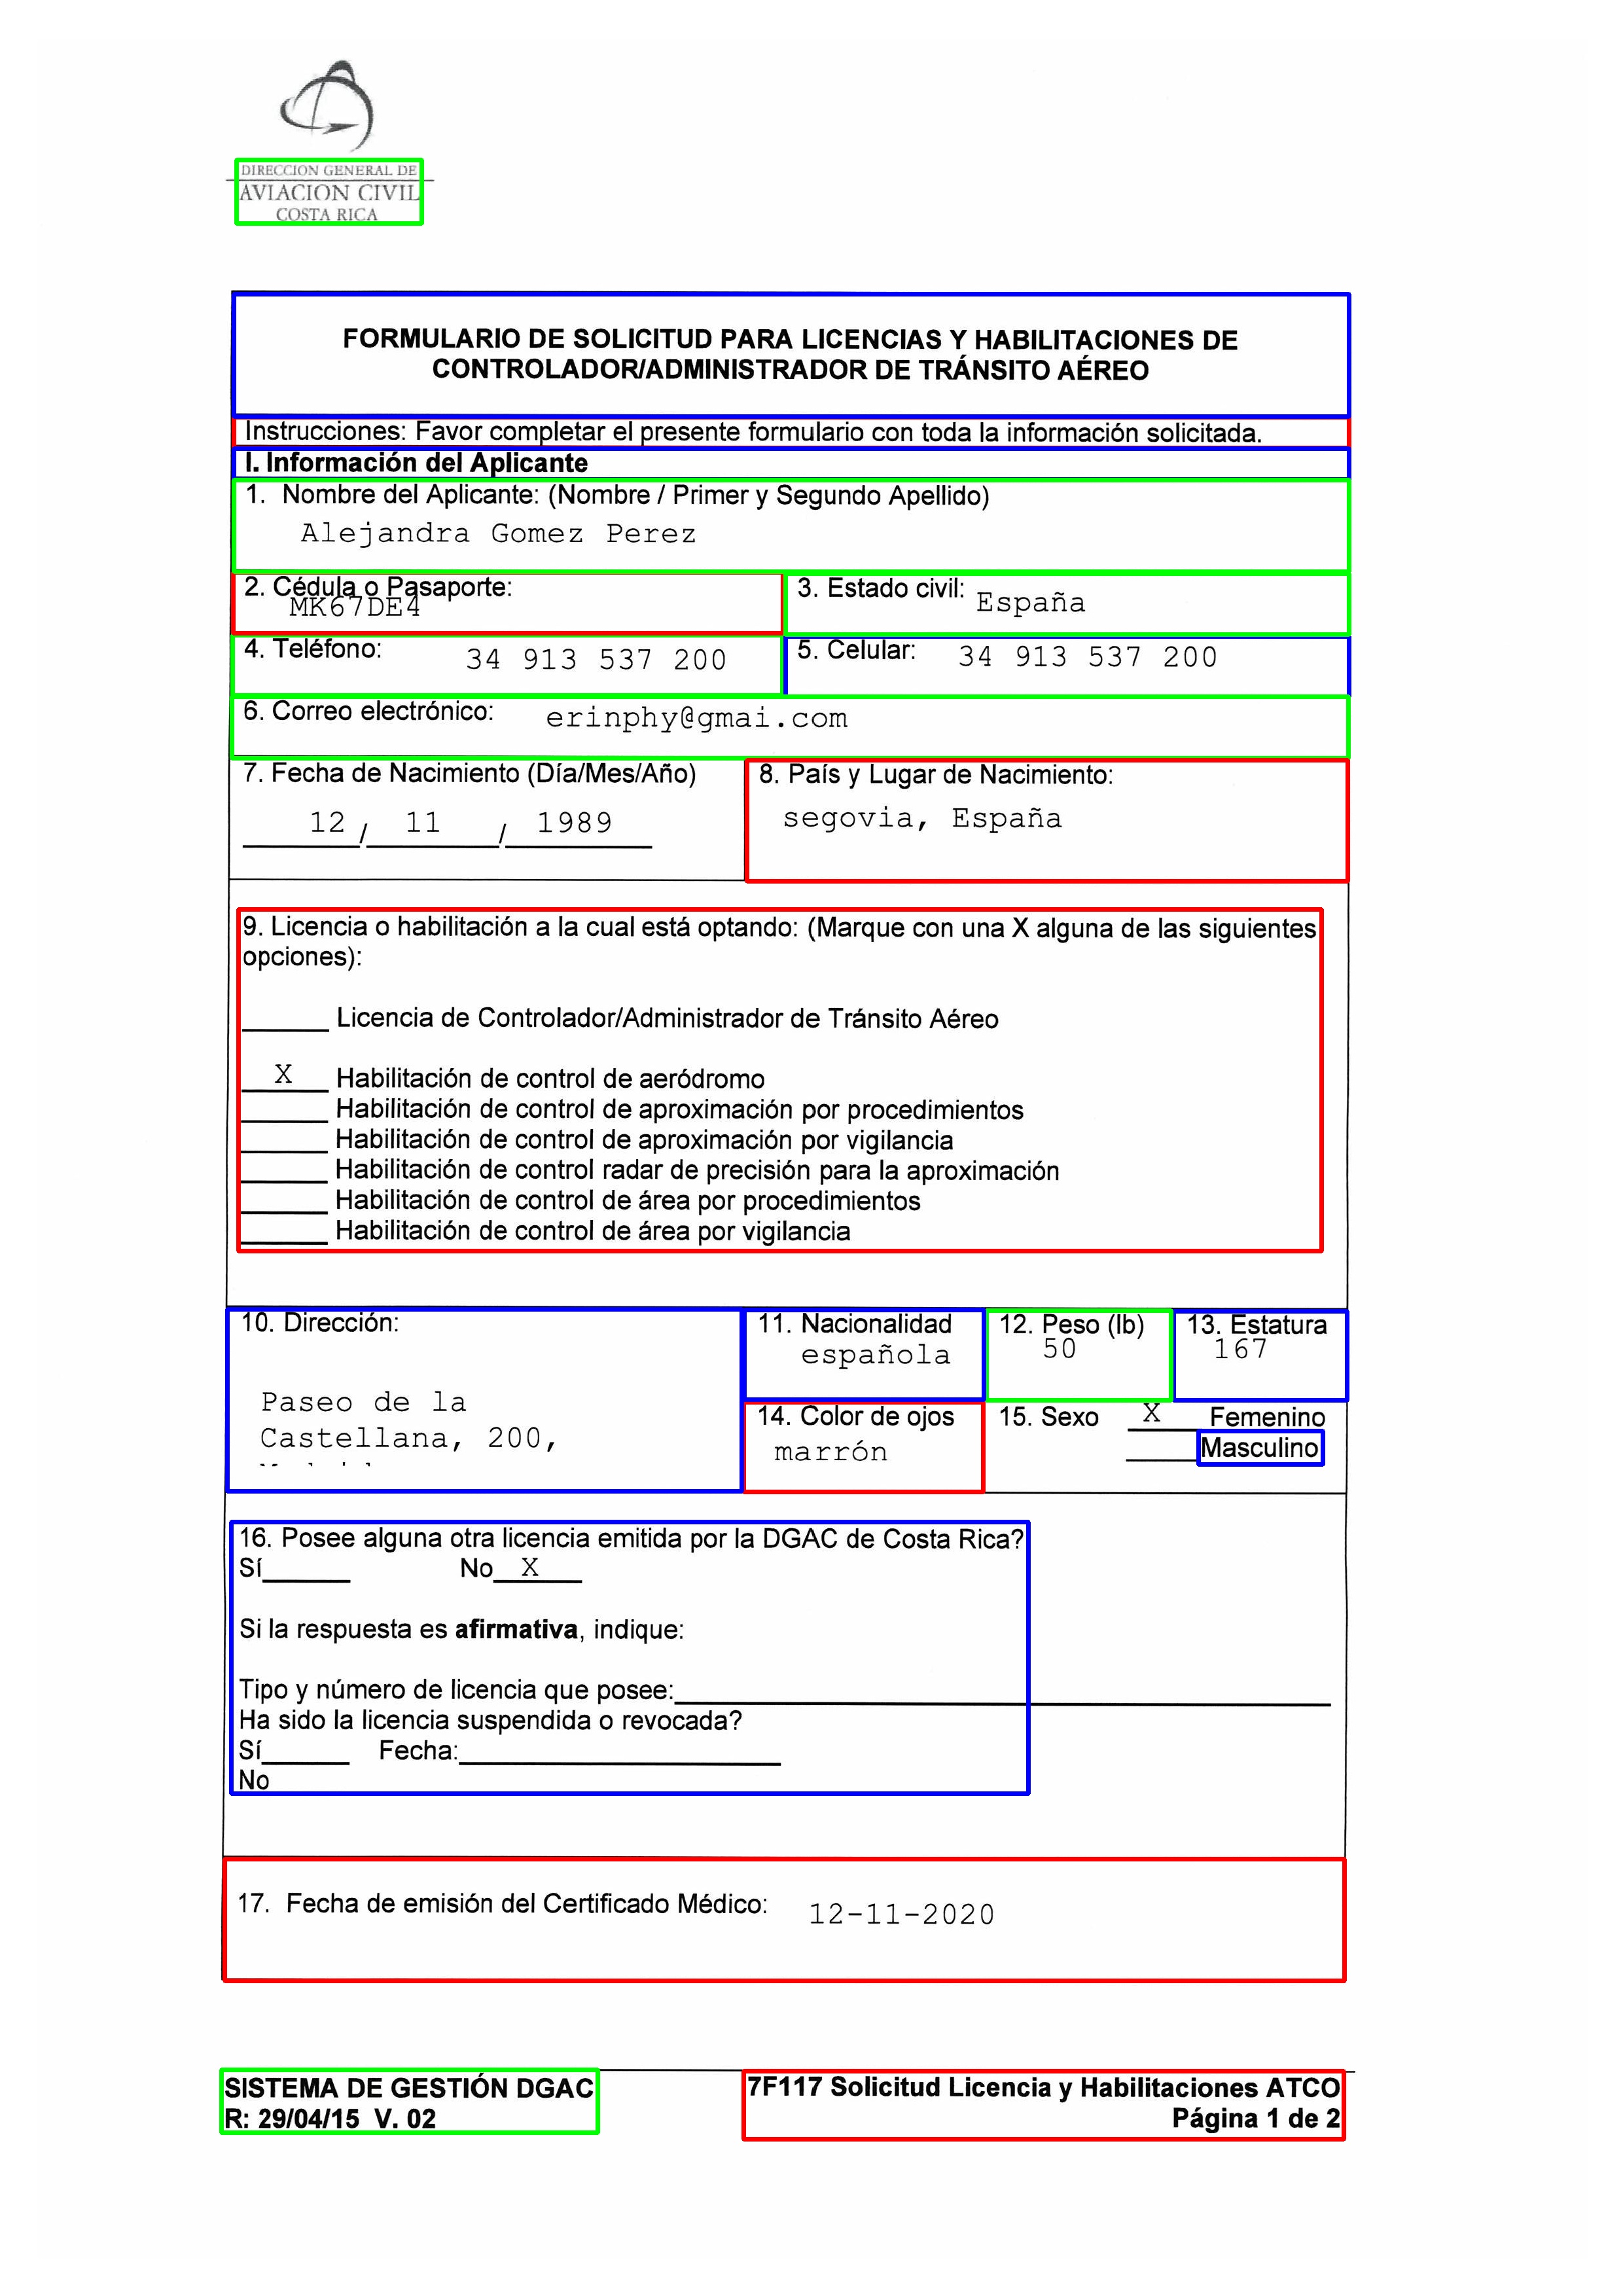 DIRECCION GENERAL DE
AVIACION CIVIL
COSTA RICA
FORMULARIO DE SOLICITUD PARA LICENCIAS Y HABILITACIONES DE
CONTROLADOR/ADMINISTRADOR DE TRÁNSITO AÉREO
Instrucciones: Favor completar el presente formulario con toda la información solicitada.
I. Información del Aplicante
1. Nombre del Aplicante: (Nombre / Primer y Segundo Apellido)
Alejandra Gomez Perez
2. Cédula o Pasaporte:
MK67DE4
3. Estado civil: España
4. Teléfono: 34 913 537 200
5. Celular: 34 913 537 200
6. Correo electrónico: erinphy@gmai.com
7. Fecha de Nacimiento (Día/Mes/Año)
12 / 11 / 1989
8. País y Lugar de Nacimiento:
segovia, España
9. Licencia o habilitación a la cual está optando: (Marque con una X alguna de las siguientes
opciones):
Licencia de Controlador/Administrador de Tránsito Aéreo
X Habilitación de control de aeródromo
Habilitación de control de aproximación por procedimientos
Habilitación de control de aproximación por vigilancia
Habilitación de control radar de precisión para la aproximación
Habilitación de control de área por procedimientos
Habilitación de control de área por vigilancia
10. Dirección:
Paseo de la
Castellana, 200,
11. Nacionalidad
española
12. Peso (lb)
50
13. Estatura
167
14. Color de ojos
marrón
15. Sexo X Femenino
Masculino
16. Posee alguna otra licencia emitida por la DGAC de Costa Rica?
Sí______ No X
Si la respuesta es afirmativa, indique:
Tipo y número de licencia que posee:
Ha sido la licencia suspendida o revocada?
Sí______ Fecha:
No
17. Fecha de emisión del Certificado Médico: 12-11-2020
SISTEMA DE GESTIÓN DGAC
R: 29/04/15 V. 02
7F117 Solicitud Licencia y Habilitaciones ATCO
Página 1 de 2